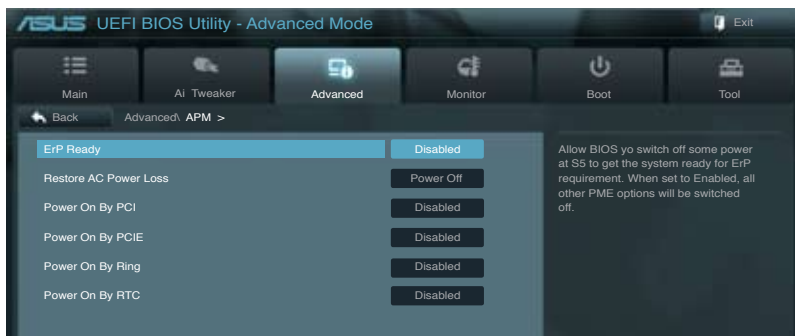 ASUS UEFI BIOS Utility - Advanced Mode
Exit
Main
Ai Tweaker
Advanced
Monitor
Boot
Tool
Back
Advanced\ APM >
ErP Ready
Disabled
Restore AC Power Loss
Power Off
Power On By PCI
Disabled
Power On By PCIE
Disabled
Power On By Ring
Disabled
Power On By RTC
Disabled
Allow BIOS yo switch off some power
at S5 to get the system ready for ErP
requirement. When set to Enabled, all
other PME options will be switched
off.